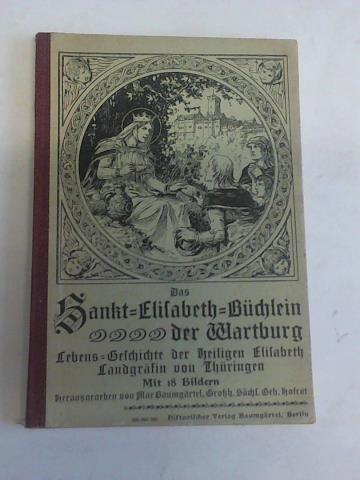 Das
Sankt=Elisabeth=Büchlein
der Wartburg
Lebens=Geschichte der Heiligen Elisabeth
Landgräfin von Thüringen
Mit 18 Bildern
Herausgegeben von Max Baumgärtel, Großh. Sächs. Geh. Hofrat
Historischer Verlag Baumgärtel, Berlin